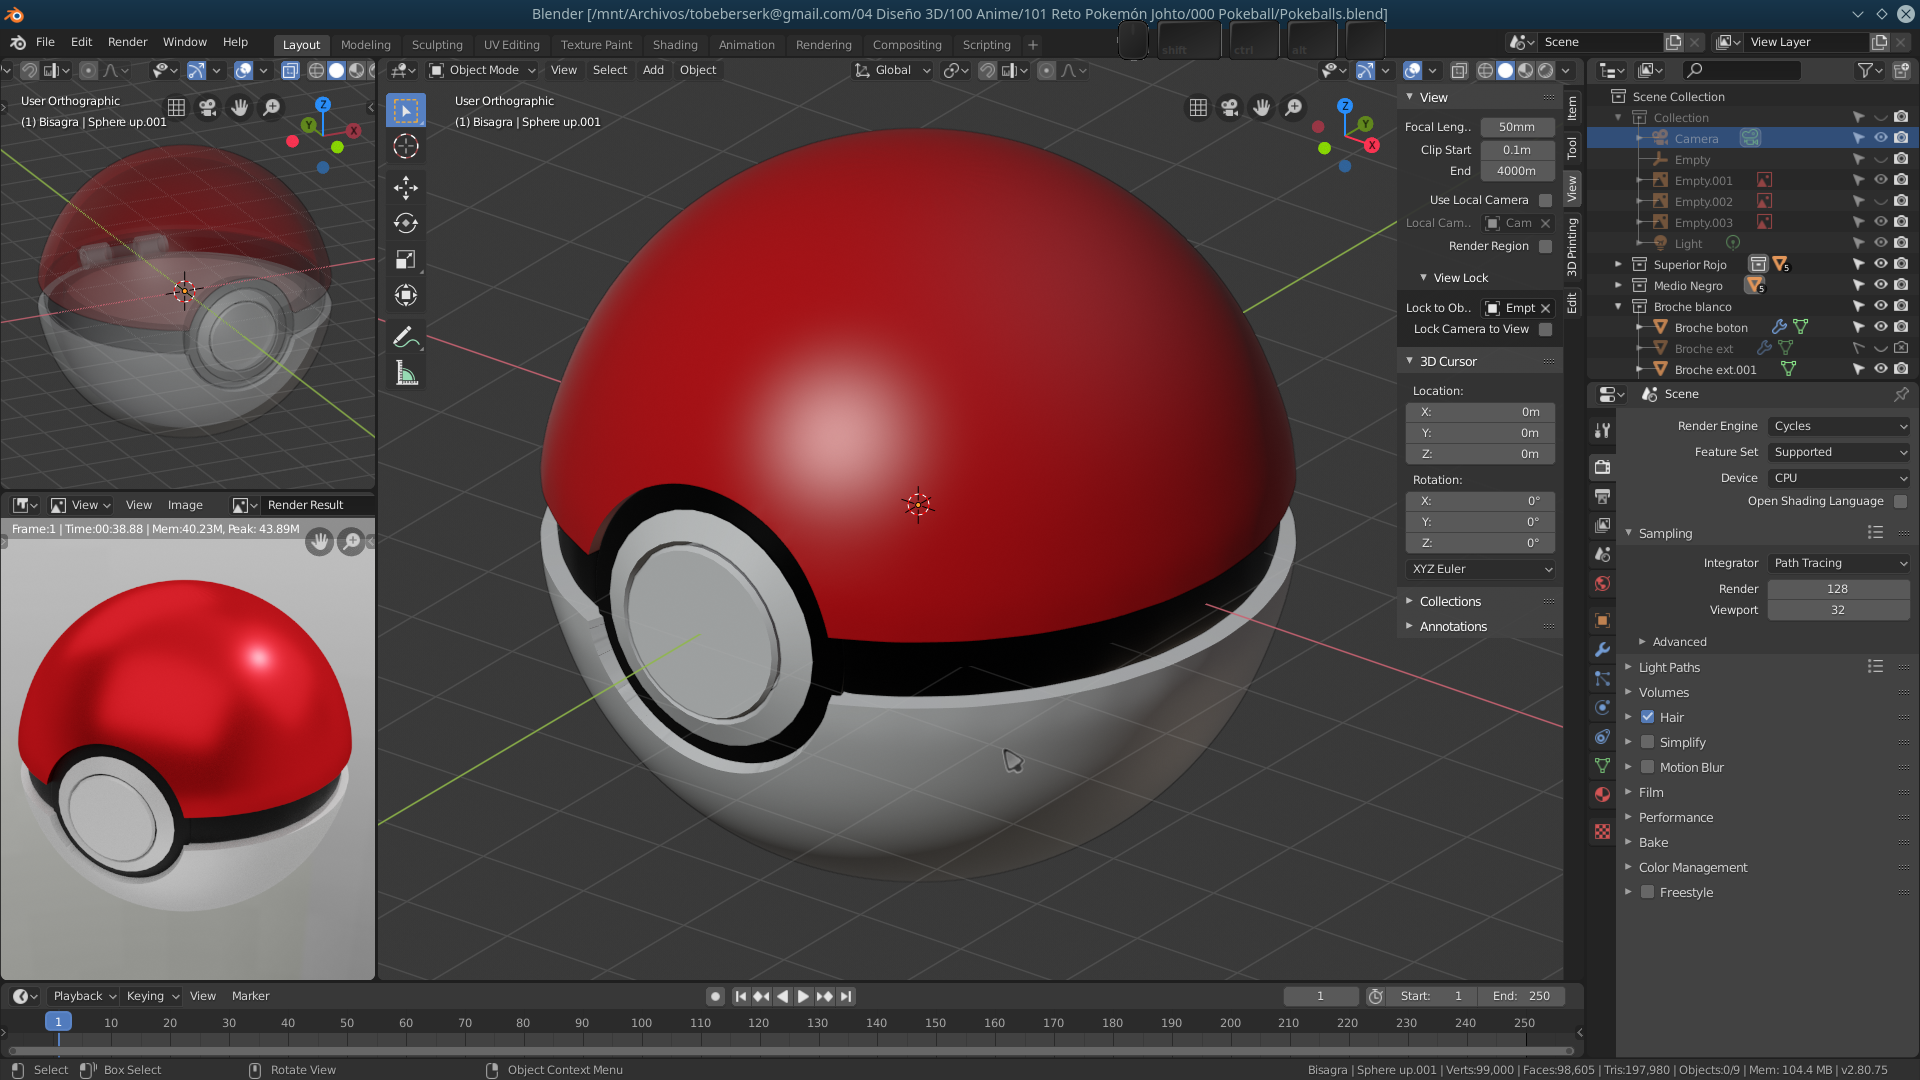 Blender [/mnt/Archivos/tobeberserk@gmail.com/04 Diseño 3D/100 Anime/101 Reto Pokemón Johto/000 Pokeball/Pokeballs.blend]
File Edit Render Window Help
Layout Modeling Sculpting UV Editing Texture Paint Shading Animation Rendering Compositing Scripting +
shift ctrl alt
Scene
View Layer
Object Mode View Select Add Object
Global
User Orthographic
(1) Bisagra | Sphere up.001
Z
Y
X
View View Image Render Result
Frame:1 | Time:00:38.88 | Mem:40.23M, Peak: 43.89M
User Orthographic
(1) Bisagra | Sphere up.001
Z
Y
X
View
Focal Leng.. 50mm
Clip Start 0.1m
End 4000m
Use Local Camera
Local Cam.. Cam
Render Region
View Lock
Lock to Ob.. Empt
Lock Camera to View
3D Cursor
Location:
X: 0m
Y: 0m
Z: 0m
Rotation:
X: 0°
Y: 0°
Z: 0°
XYZ Euler
Collections
Annotations
Item
Tool
View
3D Printing
Edit
Scene Collection
Collection
Camera
Empty
Empty.001
Empty.002
Empty.003
Light
Superior Rojo 5
Medio Negro 5
Broche blanco
Broche boton
Broche ext
Broche ext.001
Scene
Render Engine Cycles
Feature Set Supported
Device CPU
Open Shading Language
Sampling
Integrator Path Tracing
Render 128
Viewport 32
Advanced
Light Paths
Volumes
Hair
Simplify
Motion Blur
Film
Performance
Bake
Color Management
Freestyle
Playback Keying View Marker
1 Start: 1 End: 250
1 10 20 30 40 50 60 70 80 90 100 110 120 130 140 150 160 170 180 190 200 210 220 230 240 250
Select Box Select Rotate View Object Context Menu
Bisagra | Sphere up.001 | Verts:99,000 | Faces:98,605 | Tris:197,980 | Objects:0/9 | Mem: 104.4 MB | v2.80.75